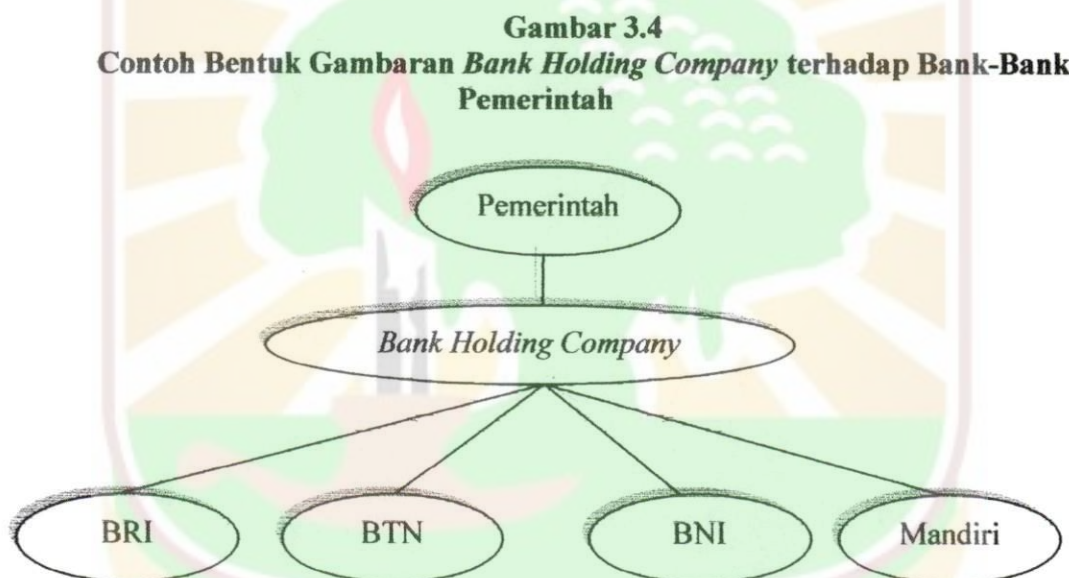 Gambar 3.4
Contoh Bentuk Gambaran Bank Holding Company terhadap Bank-Bank
Pemerintah
Pemerintah
Bank Holding Company
BRI BTN BNI Mandiri